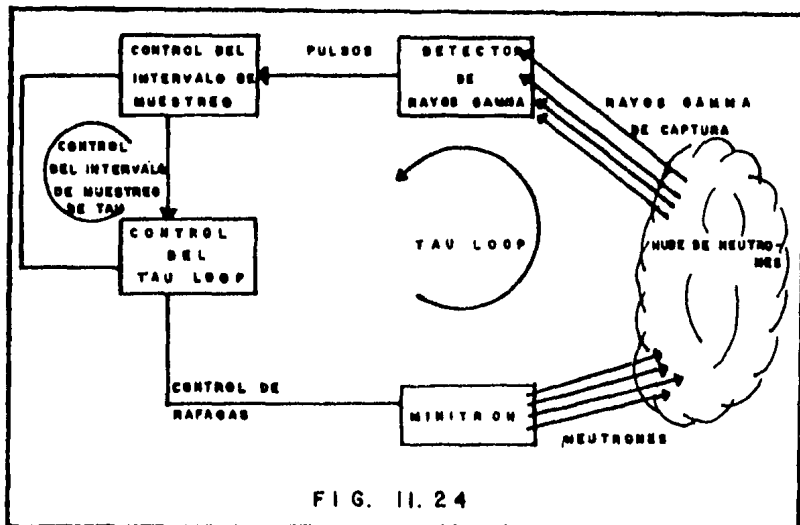 CONTROL DEL
INTERVALO DE
MUESTREO
PULSOS
DETECTOR
DE
RAYOS GAMMA
RAYOS GAMMA
DE CAPTURA
CONTROL
DEL INTERVALO
DE MUESTREO
DE TAU
CONTROL
DEL
TAU LOOP
TAU LOOP
NUBE DE NEUTRO-
NES
CONTROL DE
RAFAGAS
MINITRON
NEUTRONES
FIG. II. 24